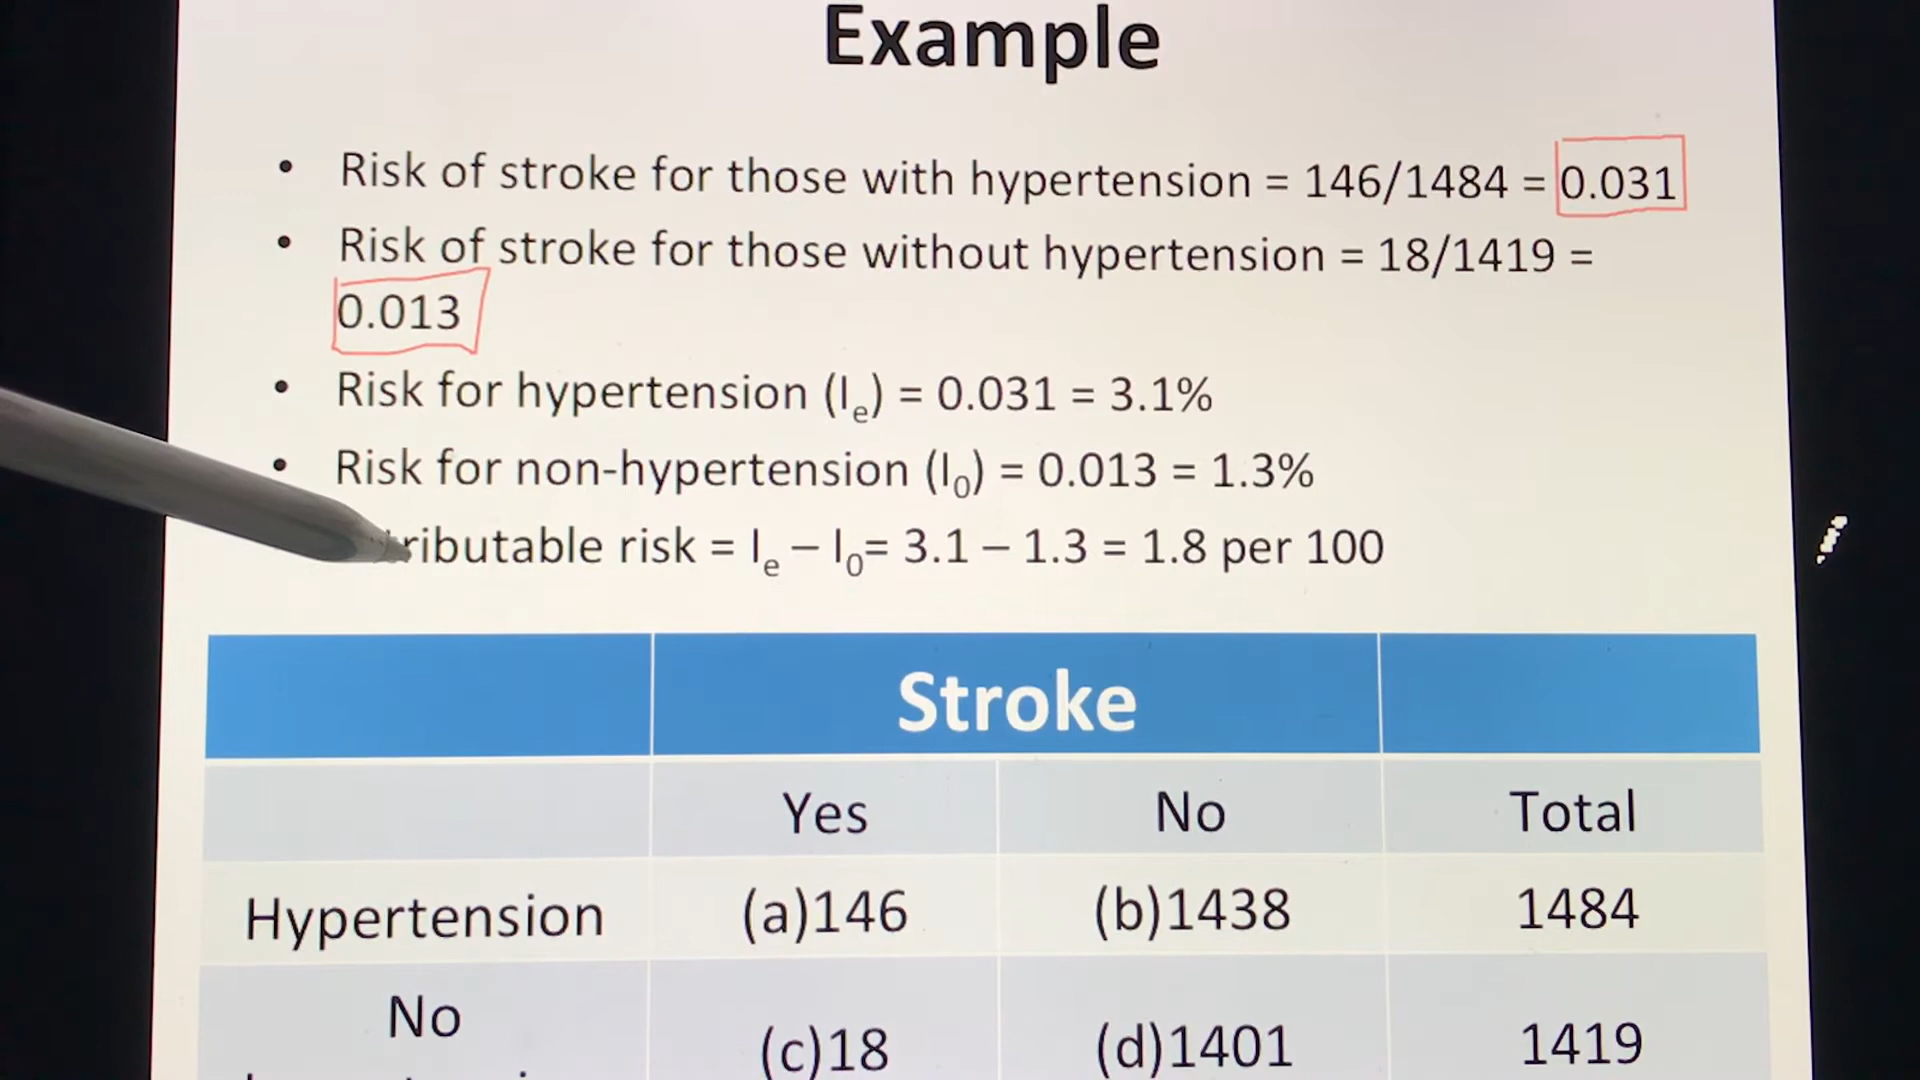 Example
• Risk of stroke for those with hypertension = 146/1484 = 0.031
• Risk of stroke for those without hypertension = 18/1419 =
0.013
• Risk for hypertension (Ie) = 0.031 = 3.1%
• Risk for non-hypertension (I0) = 0.013 = 1.3%
ributable risk = Ie – I0= 3.1 – 1.3 = 1.8 per 100
Stroke
Yes No Total
Hypertension (a)146 (b)1438 1484
No (c)18 (d)1401 1419